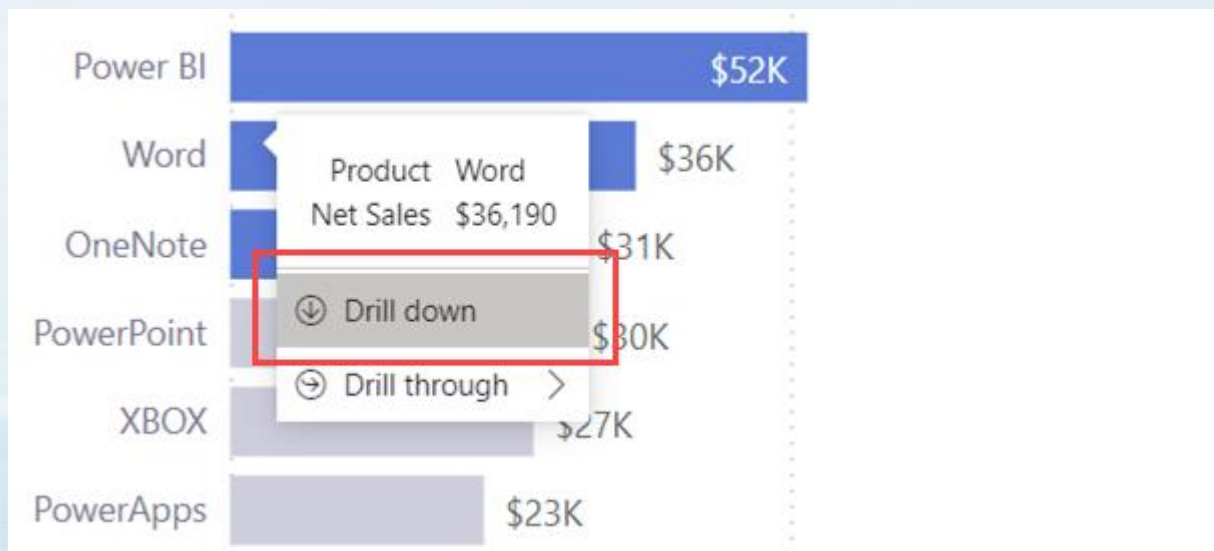 Power BI $52K
Word $36K
Product Word
Net Sales $36,190
OneNote $31K
Drill down
PowerPoint $30K
Drill through
XBOX $27K
PowerApps $23K